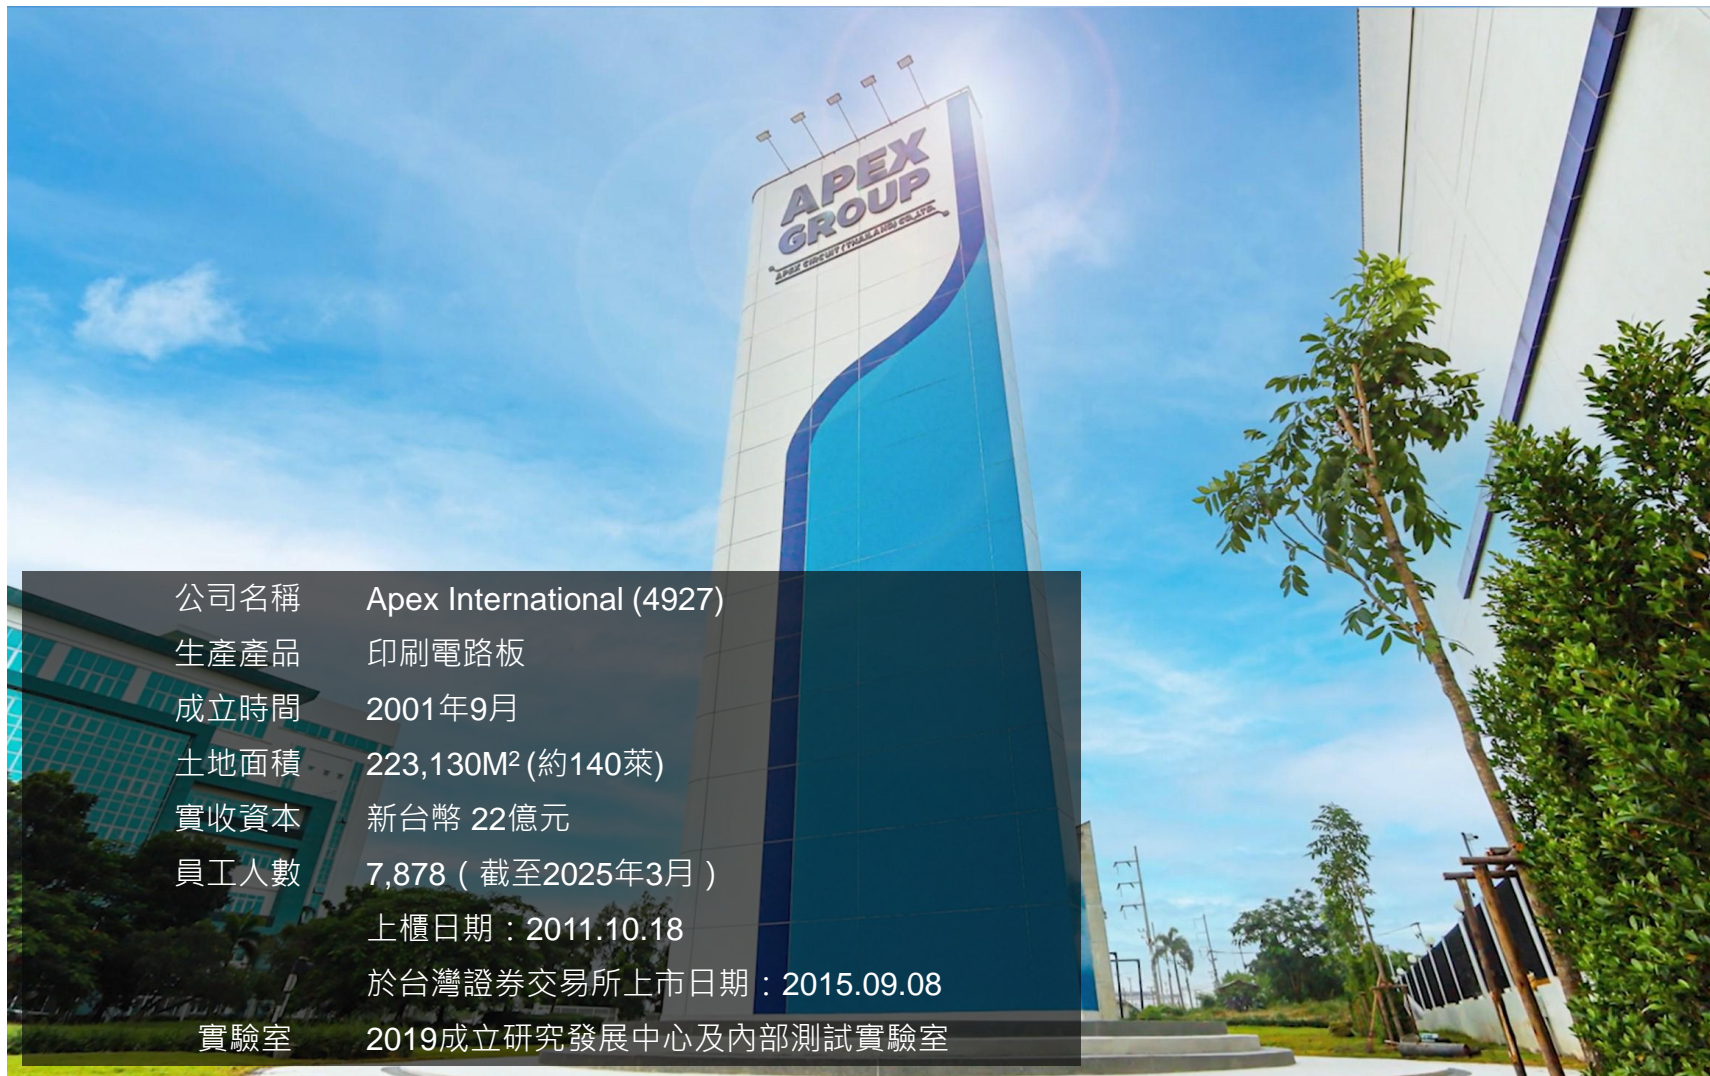 APEX
GROUP
APEX CIRCUIT (THAILAND) CO.,LTD.
公司名稱 Apex International (4927)
生產產品 印刷電路板
成立時間 2001年9月
土地面積 223,130M² (約140萊)
實收資本 新台幣 22億元
員工人數 7,878（截至2025年3月）
上櫃日期：2011.10.18
於台灣證券交易所上市日期：2015.09.08
實驗室 2019成立研究發展中心及內部測試實驗室